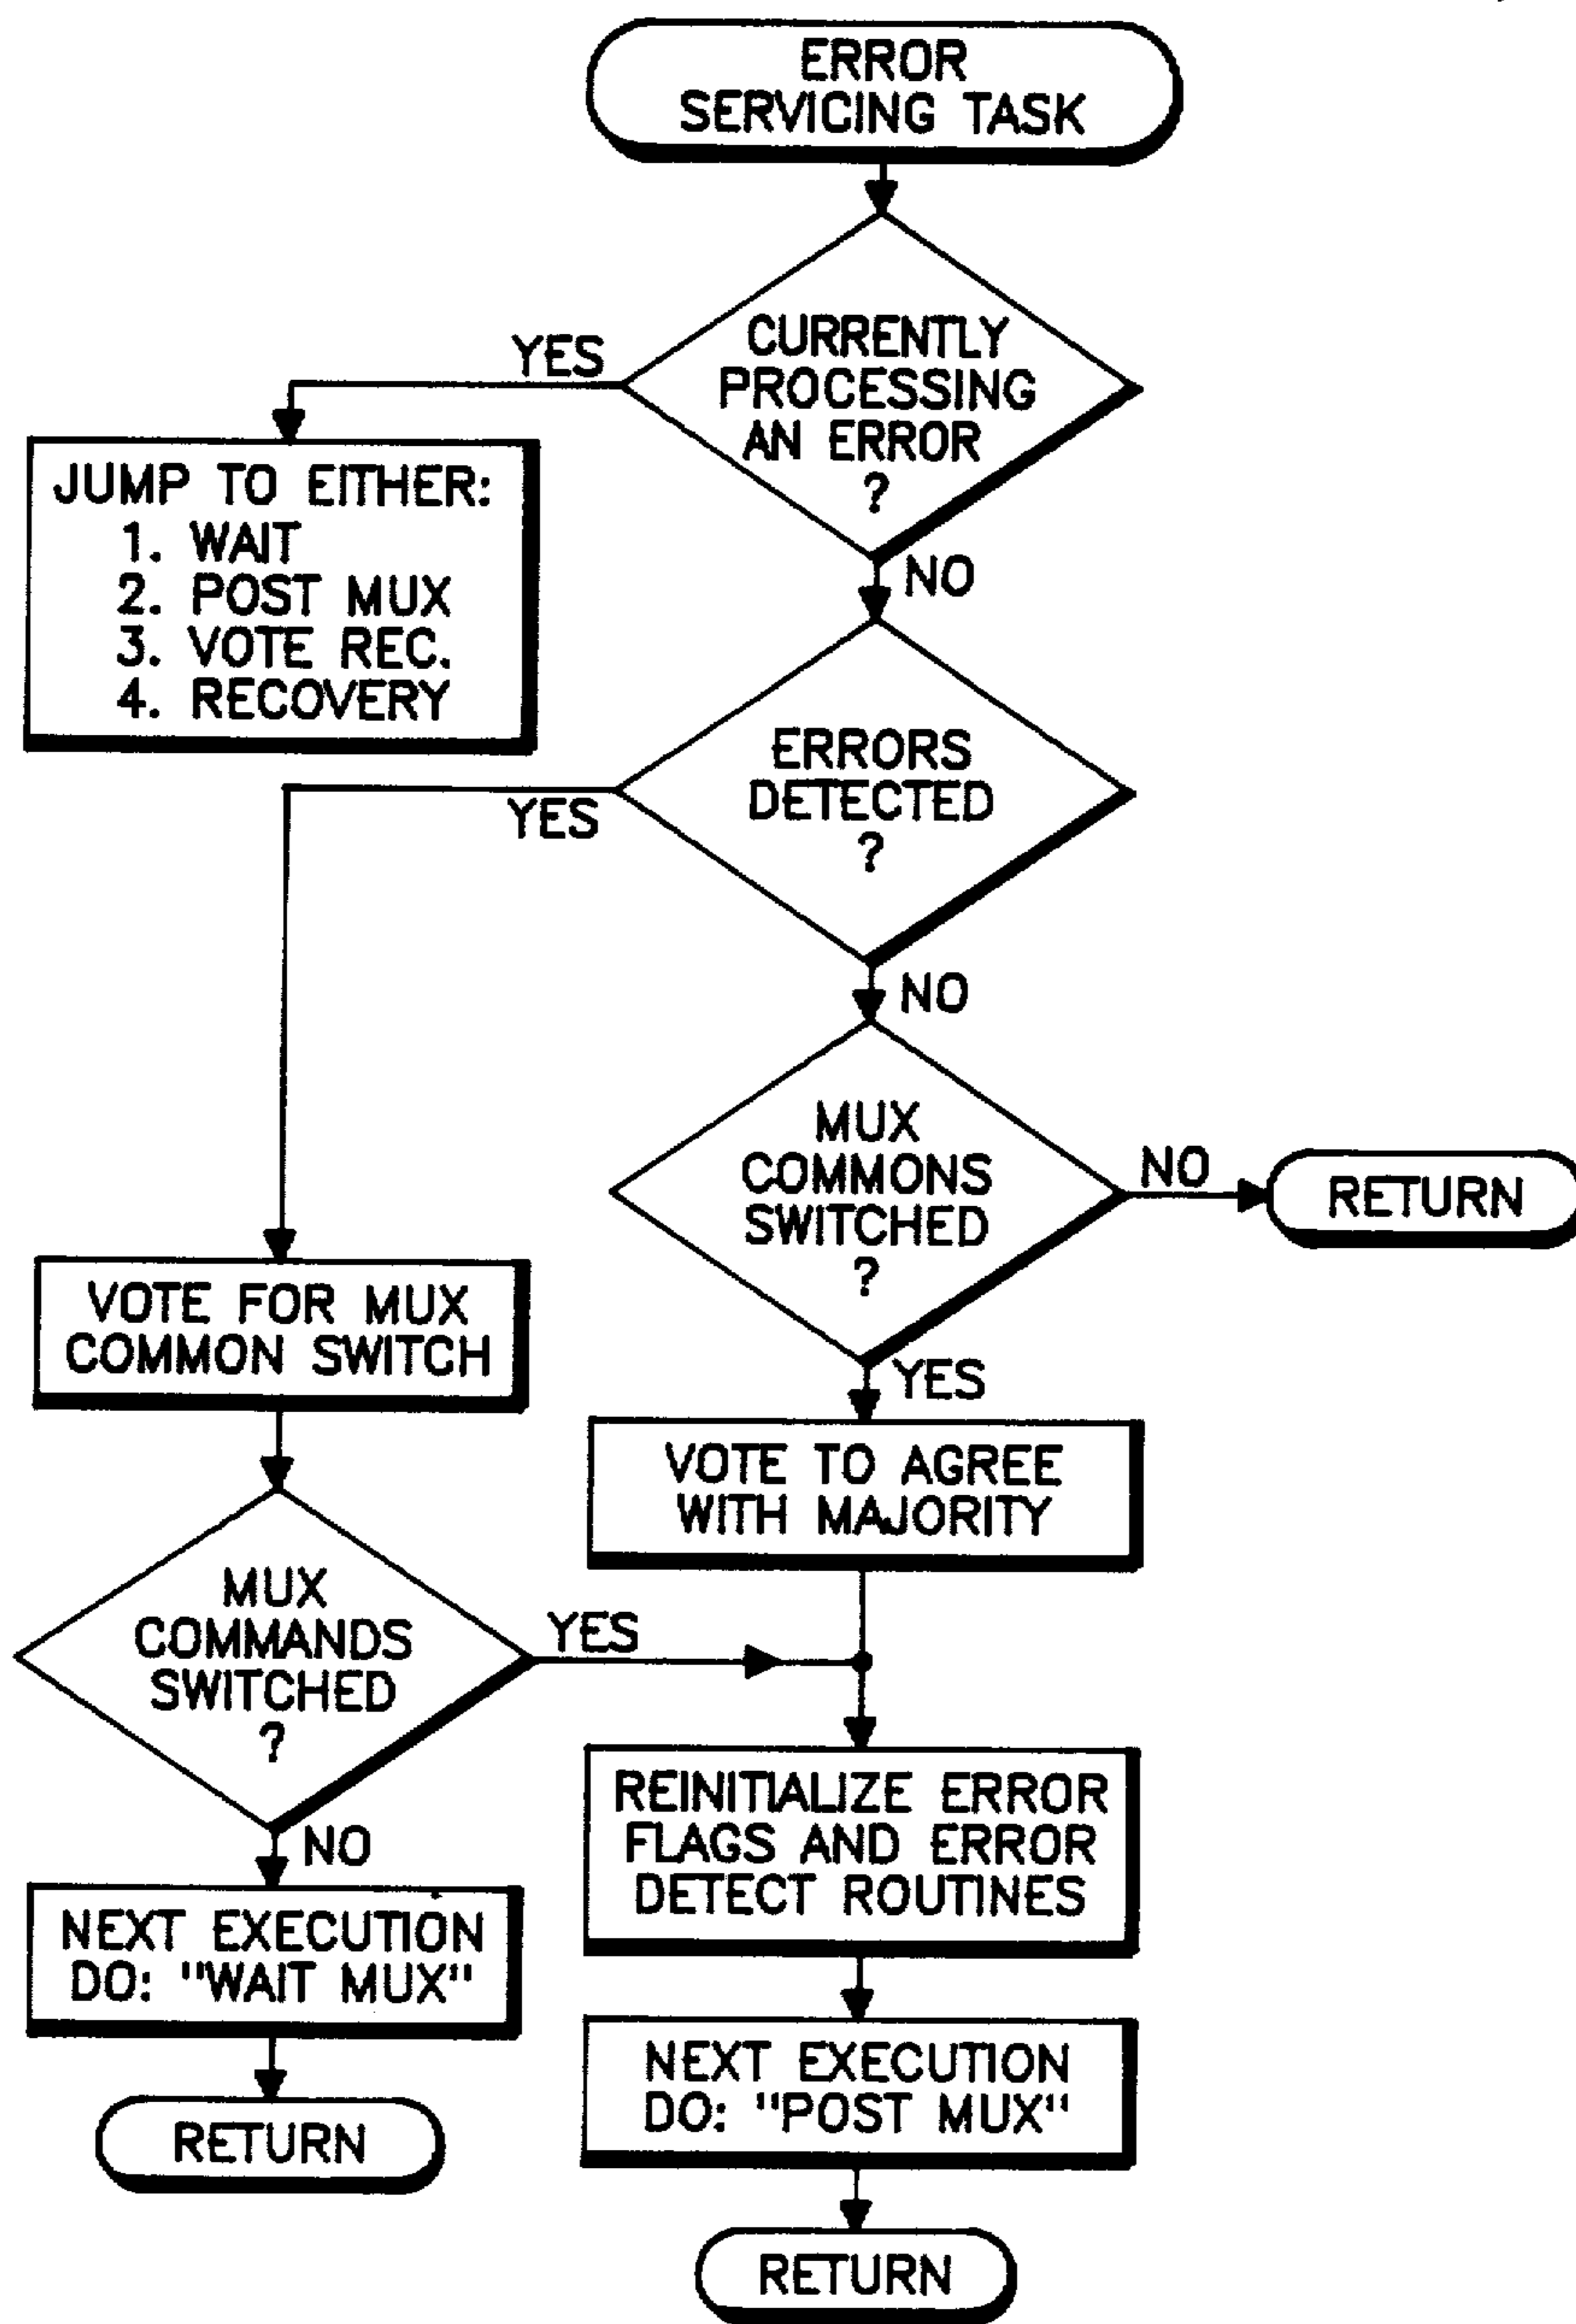 ERROR
SERVICING TASK
CURRENTLY
PROCESSING
AN ERROR
?
YES
NO
JUMP TO EITHER:
1. WAIT
2. POST MUX
3. VOTE REC.
4. RECOVERY
ERRORS
DETECTED
?
YES
NO
MUX
COMMONS
SWITCHED
?
NO
RETURN
YES
VOTE FOR MUX
COMMON SWITCH
VOTE TO AGREE
WITH MAJORITY
MUX
COMMANDS
SWITCHED
?
YES
NO
REINITIALIZE ERROR
FLAGS AND ERROR
DETECT ROUTINES
NEXT EXECUTION
DO: "WAIT MUX"
RETURN
NEXT EXECUTION
DO: "POST MUX"
RETURN